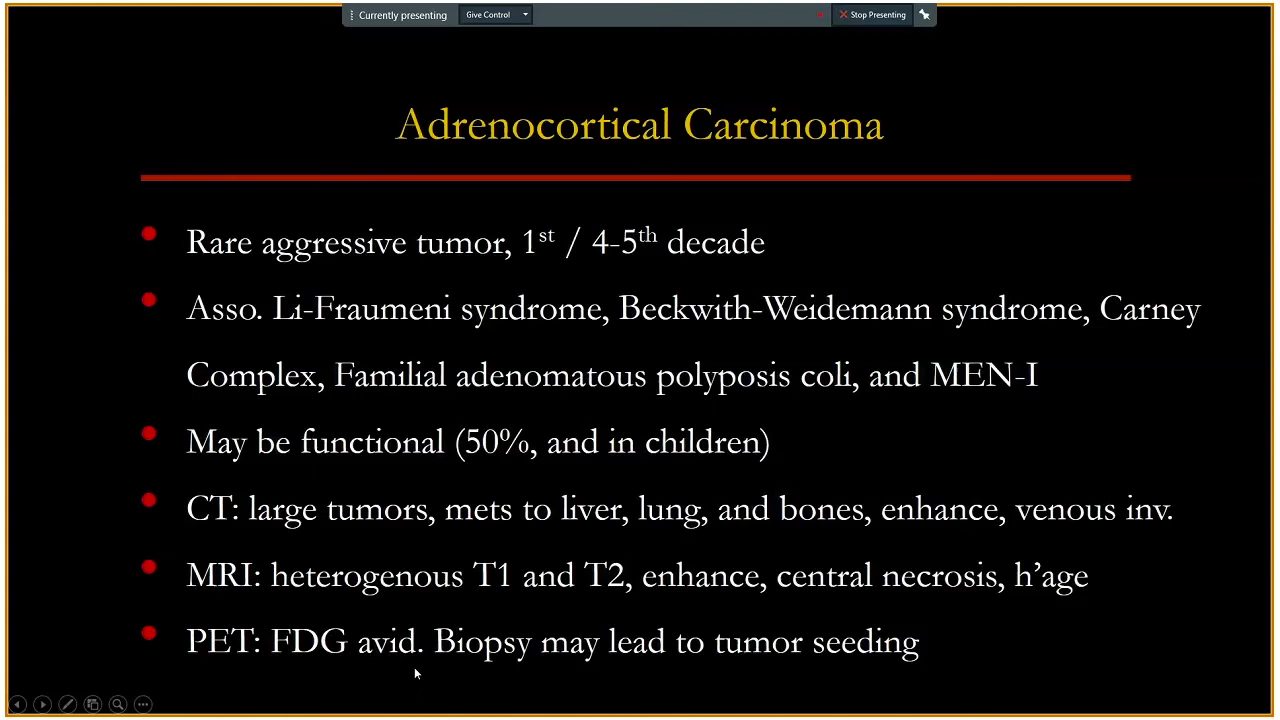 Currently presenting
Give Control
Stop Presenting
Adrenocortical Carcinoma
Rare aggressive tumor, 1st / 4-5th decade
Asso. Li-Fraumeni syndrome, Beckwith-Weidemann syndrome, Carney
Complex, Familial adenomatous polyposis coli, and MEN-I
May be functional (50%, and in children)
CT: large tumors, mets to liver, lung, and bones, enhance, venous inv.
MRI: heterogenous T1 and T2, enhance, central necrosis, h’age
PET: FDG avid. Biopsy may lead to tumor seeding